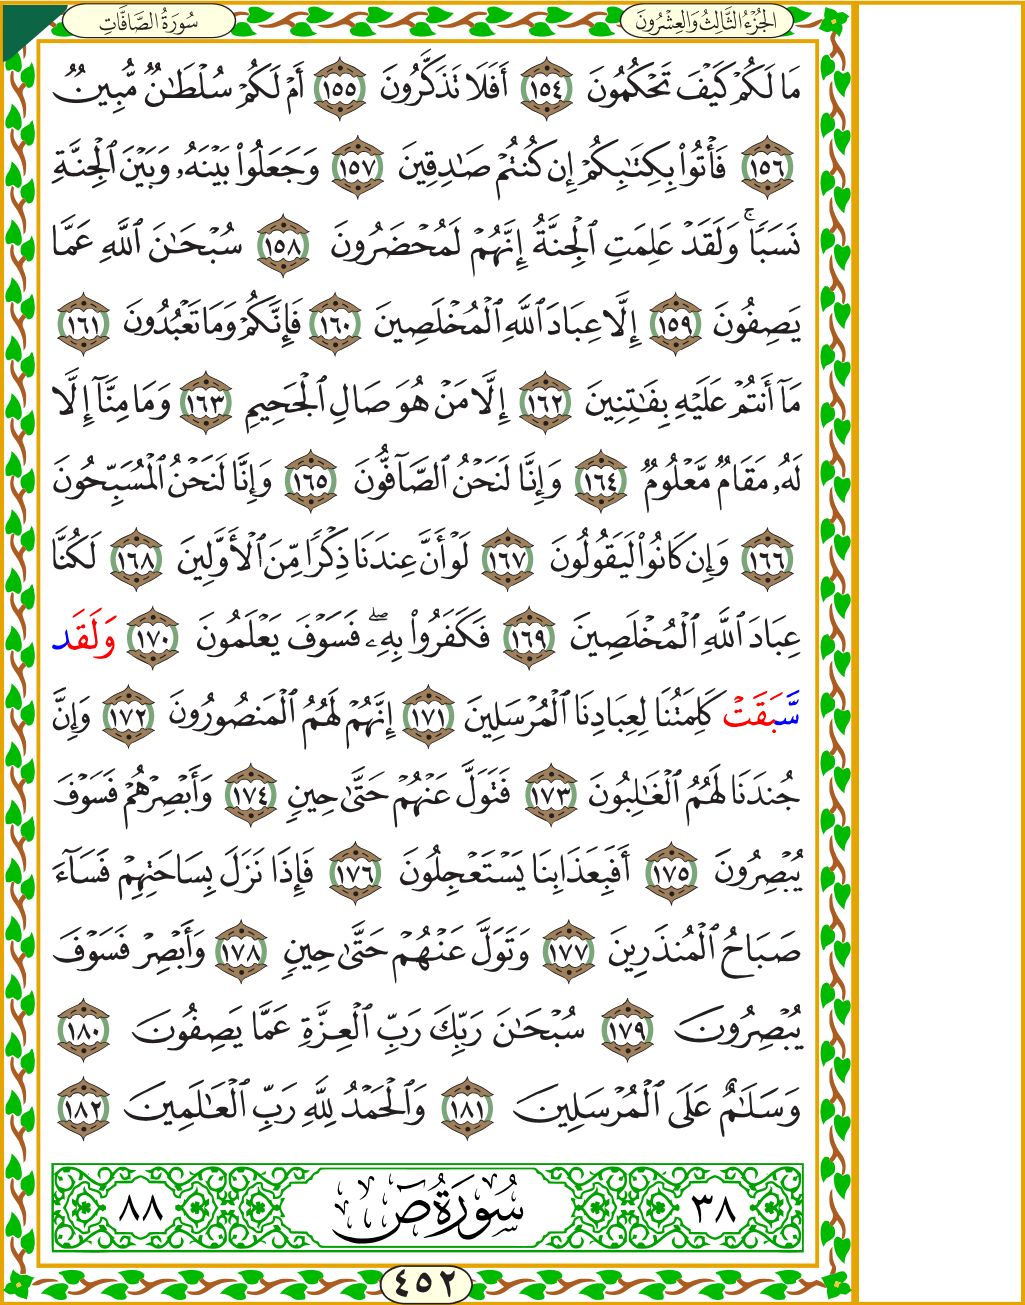 الجُزْءُ الثَّالِثُ وَالعِشْرُونَ
سُورَةُ الصَّافَّاتِ
مَا لَكُمْ كَيْفَ تَحْكُمُونَ ١٥٤ أَفَلَا تَذَكَّرُونَ ١٥٥ أَمْ لَكُمْ سُلْطَـٰنٌ مُّبِينٌ
١٥٦ فَأْتُوا۟ بِكِتَـٰبِكُمْ إِن كُنتُمْ صَـٰدِقِينَ ١٥٧ وَجَعَلُوا۟ بَيْنَهُۥ وَبَيْنَ ٱلْجِنَّةِ
نَسَبًاۚ وَلَقَدْ عَلِمَتِ ٱلْجِنَّةُ إِنَّهُمْ لَمُحْضَرُونَ ١٥٨ سُبْحَـٰنَ ٱللَّهِ عَمَّا
يَصِفُونَ ١٥٩ إِلَّا عِبَادَ ٱللَّهِ ٱلْمُخْلَصِينَ ١٦٠ فَإِنَّكُمْ وَمَا تَعْبُدُونَ ١٦١
مَآ أَنتُمْ عَلَيْهِ بِفَـٰتِنِينَ ١٦٢ إِلَّا مَنْ هُوَ صَالِ ٱلْجَحِيمِ ١٦٣ وَمَا مِنَّآ إِلَّا
لَهُۥ مَقَامٌ مَّعْلُومٌ ١٦٤ وَإِنَّا لَنَحْنُ ٱلصَّآفُّونَ ١٦٥ وَإِنَّا لَنَحْنُ ٱلْمُسَبِّحُونَ
١٦٦ وَإِن كَانُوا۟ لَيَقُولُونَ ١٦٧ لَوْ أَنَّ عِندَنَا ذِكْرًا مِّنَ ٱلْأَوَّلِينَ ١٦٨ لَكُنَّا
عِبَادَ ٱللَّهِ ٱلْمُخْلَصِينَ ١٦٩ فَكَفَرُوا۟ بِهِۦۖ فَسَوْفَ يَعْلَمُونَ ١٧٠ وَلَقَد
سَّبَقَتْ كَلِمَتُنَا لِعِبَادِنَا ٱلْمُرْسَلِينَ ١٧١ إِنَّهُمْ لَهُمُ ٱلْمَنصُورُونَ ١٧٢ وَإِنَّ
جُندَنَا لَهُمُ ٱلْغَـٰلِبُونَ ١٧٣ فَتَوَلَّ عَنْهُمْ حَتَّىٰ حِينٍ ١٧٤ وَأَبْصِرْهُمْ فَسَوْفَ
يُبْصِرُونَ ١٧٥ أَفَبِعَذَابِنَا يَسْتَعْجِلُونَ ١٧٦ فَإِذَا نَزَلَ بِسَاحَتِهِمْ فَسَآءَ
صَبَاحُ ٱلْمُنذَرِينَ ١٧٧ وَتَوَلَّ عَنْهُمْ حَتَّىٰ حِينٍ ١٧٨ وَأَبْصِرْ فَسَوْفَ
يُبْصِرُونَ ١٧٩ سُبْحَـٰنَ رَبِّكَ رَبِّ ٱلْعِزَّةِ عَمَّا يَصِفُونَ ١٨٠
وَسَلَـٰمٌ عَلَى ٱلْمُرْسَلِينَ ١٨١ وَٱلْحَمْدُ لِلَّهِ رَبِّ ٱلْعَـٰلَمِينَ ١٨٢
٣٨ سُورَةُ صٓ ٨٨
٤٥٢